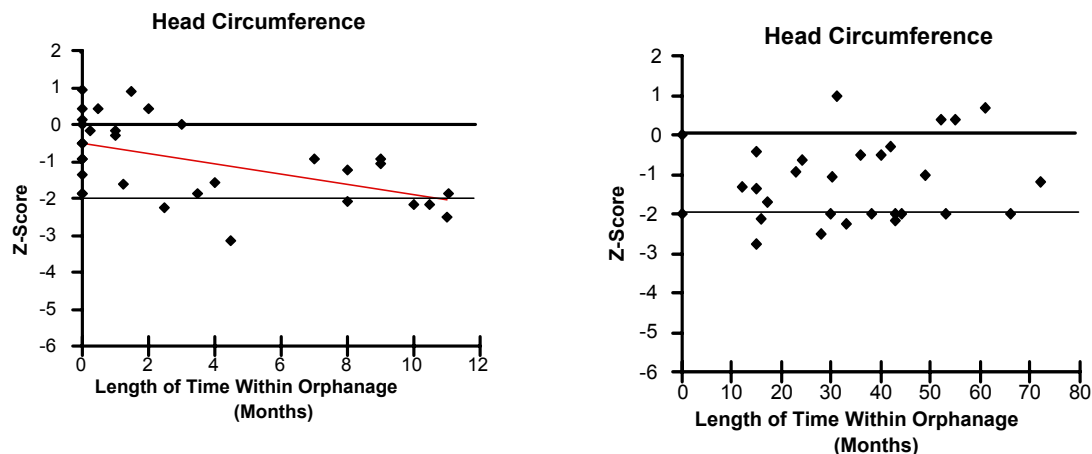 Head Circumference
2
1
0
-1
-2
-3
-4
-5
-6
Z-Score
0 2 4 6 8 10 12
Length of Time Within Orphanage
(Months)
Head Circumference
2
1
0
-1
-2
-3
-4
-5
-6
Z-Score
0 10 20 30 40 50 60 70 80
Length of Time Within Orphanage
(Months)